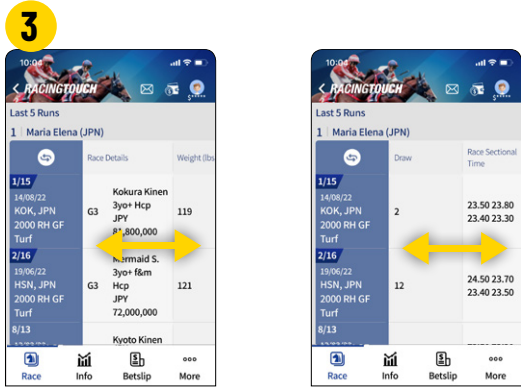 3
10:04
RACINGTOUCH
Last 5 Runs
1 Maria Elena (JPN)
Race Details
Weight (lbs
1/15
14/08/22
KOK, JPN
2000 RH GF
Turf
G3
Kokura Kinen
3yo+ Hcp
JPY
81,800,000
119
2/16
19/06/22
HSN, JPN
2000 RH GF
Turf
G3
Mermaid S.
3yo+ f&m
Hcp
JPY
72,000,000
121
8/13
Kyoto Kinen
Race
Info
Betslip
More
10:04
RACINGTOUCH
Last 5 Runs
1 Maria Elena (JPN)
Draw
Race Sectional
Time
1/15
14/08/22
KOK, JPN
2000 RH GF
Turf
2
23.50 23.80
23.40 23.30
2/16
19/06/22
HSN, JPN
2000 RH GF
Turf
12
24.50 23.70
23.40 23.50
8/13
Race
Info
Betslip
More